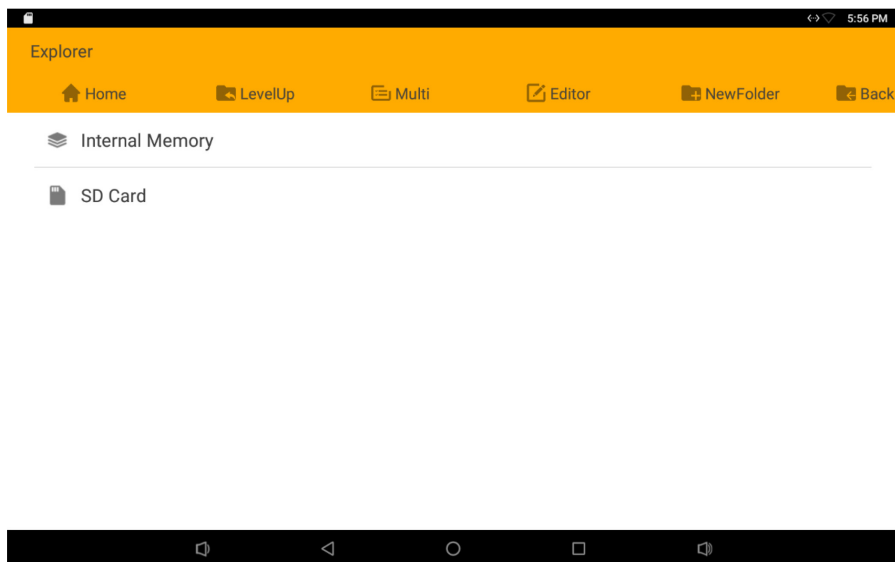 5:56 PM
Explorer
Home LevelUp Multi Editor NewFolder Back
Internal Memory
SD Card